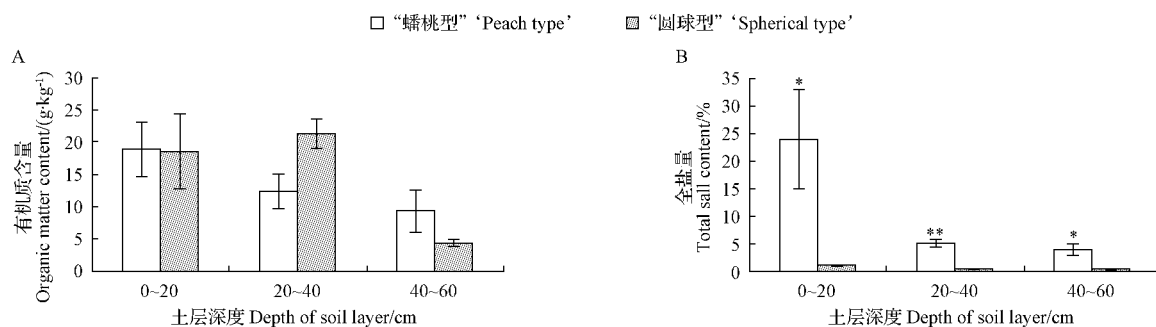 “蟠桃型” ‘Peach type’ “圆球型” ‘Spherical type’
A
有机质含量
Organic matter content/(g·kg⁻¹)
30
25
20
15
10
5
0
0~20 20~40 40~60
土层深度 Depth of soil layer/cm
B
全盐量
Total sall content/%
35
30
25
20
15
10
5
0
*
**
*
0~20 20~40 40~60
土层深度 Depth of soil layer/cm